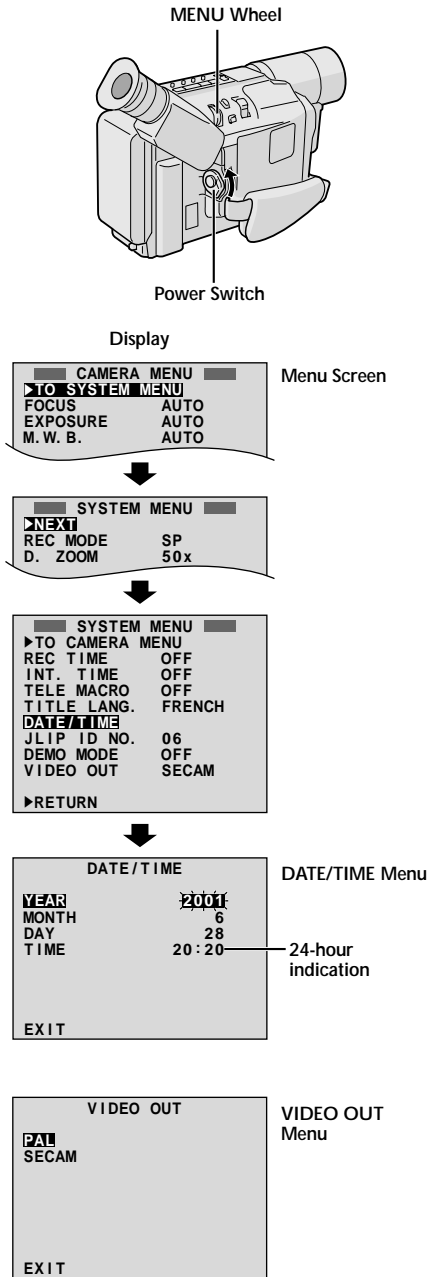 MENU Wheel
Power Switch
Display
CAMERA MENU
Menu Screen
▶TO SYSTEM MENU
FOCUS AUTO
EXPOSURE AUTO
M.W.B. AUTO
SYSTEM MENU
▶NEXT
REC MODE SP
D. ZOOM 50x
SYSTEM MENU
▶TO CAMERA MENU
REC TIME OFF
INT. TIME OFF
TELE MACRO OFF
TITLE LANG. FRENCH
DATE/TIME
JLIP ID NO. 06
DEMO MODE OFF
VIDEO OUT SECAM
▶RETURN
DATE/TIME
DATE/TIME Menu
YEAR 2001
MONTH 6
DAY 28
TIME 20:20
24-hour
indication
EXIT
VIDEO OUT
VIDEO OUT
Menu
PAL
SECAM
EXIT